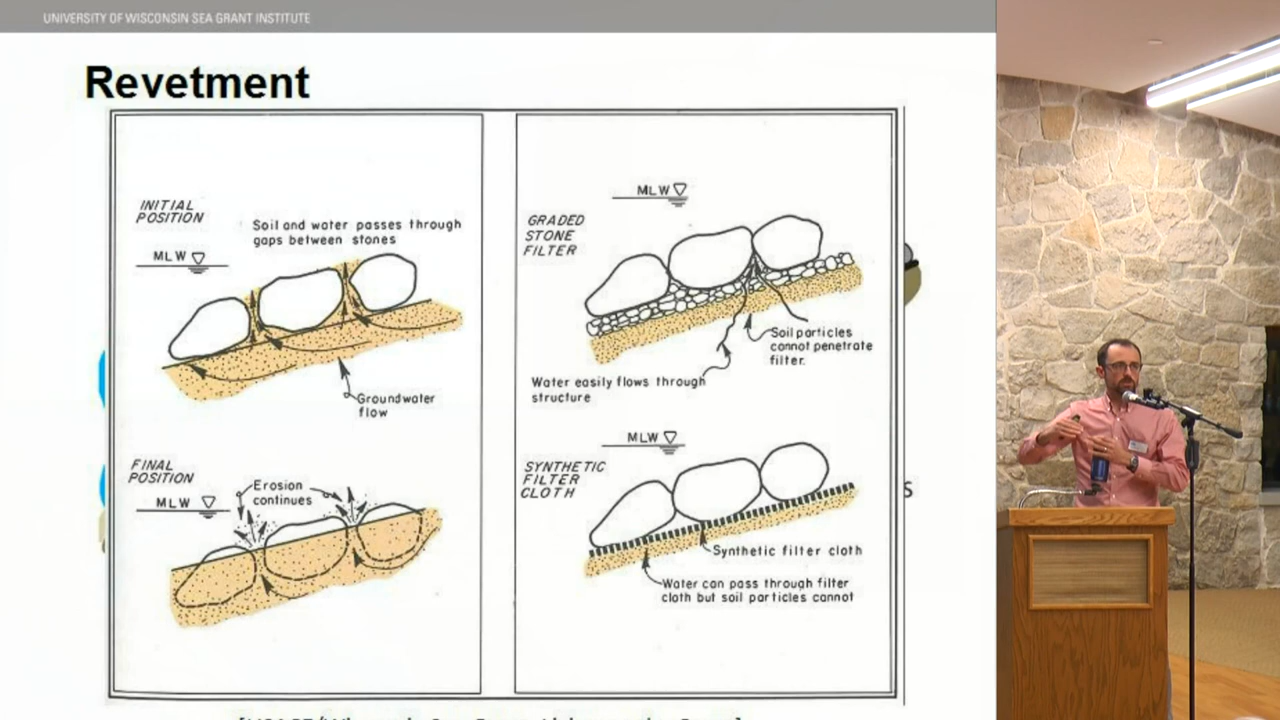 UNIVERSITY OF WISCONSIN SEA GRANT INSTITUTE
Revetment
INITIAL
POSITION
Soil and water passes through
gaps between stones
MLW
Groundwater
flow
FINAL
POSITION
Erosion
continues
MLW
MLW
GRADED
STONE
FILTER
Soil particles
cannot penetrate
filter.
Water easily flows through
structure
MLW
SYNTHETIC
FILTER
CLOTH
Synthetic filter cloth
Water can pass through filter
cloth but soil particles cannot
s